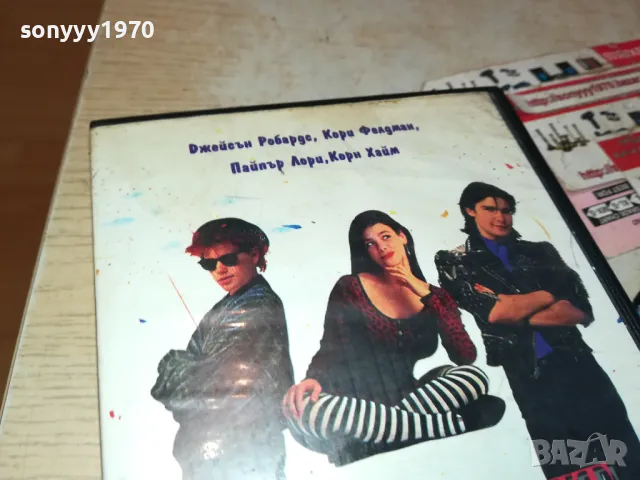 sonyyy1970
Джейсън Робардс, Кори Фелдман,
Пайпър Лори, Кори Хайм
BAZAR